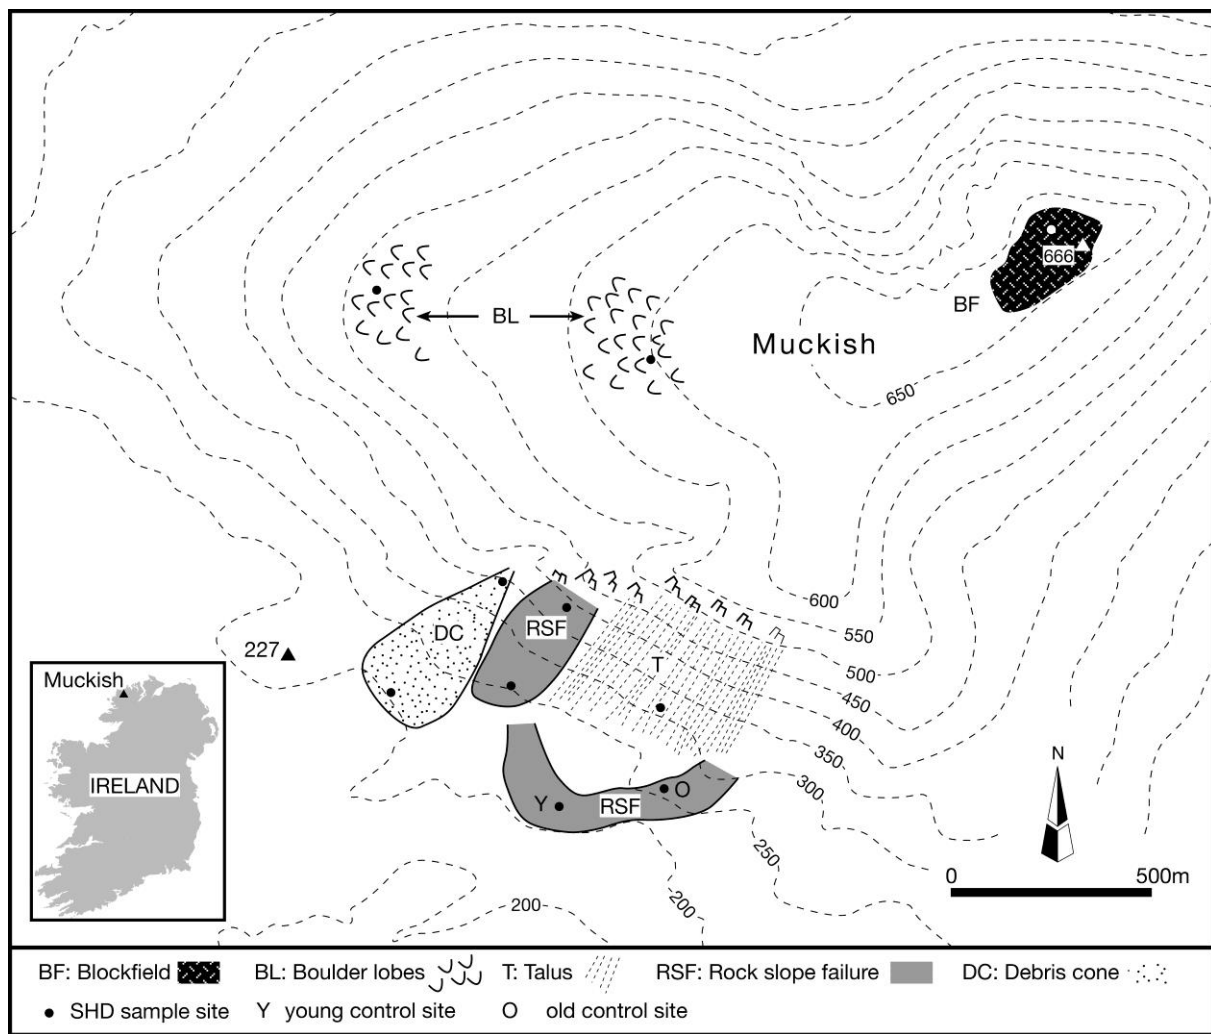 666
BF
BL
Muckish
650
600
550
500
450
400
350
300
250
200
200
DC
RSF
T
227
Y
RSF
O
Muckish
IRELAND
N
0 500m
BF: Blockfield BL: Boulder lobes T: Talus RSF: Rock slope failure DC: Debris cone
SHD sample site Y young control site O old control site